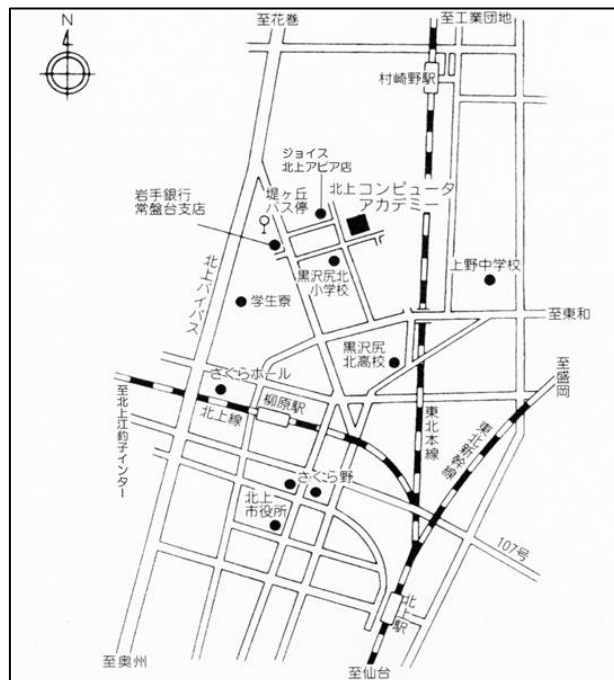 至花巻
至工業団地
N
村崎野駅
ジョイス
北上アピア店
岩手銀行
常盤台支店
堤ヶ丘
バス停
北上コンピュータ
アカデミー
上野中学校
黒沢尻北
小学校
北上バイパス
学生寮
至東和
黒沢尻
北高校
至盛岡
さくらホール
至北上江釣子インター
北上線
柳原駅
東北本線
東北新幹線
さくら野
北上
市役所
107号
北上駅
至奥州
至仙台